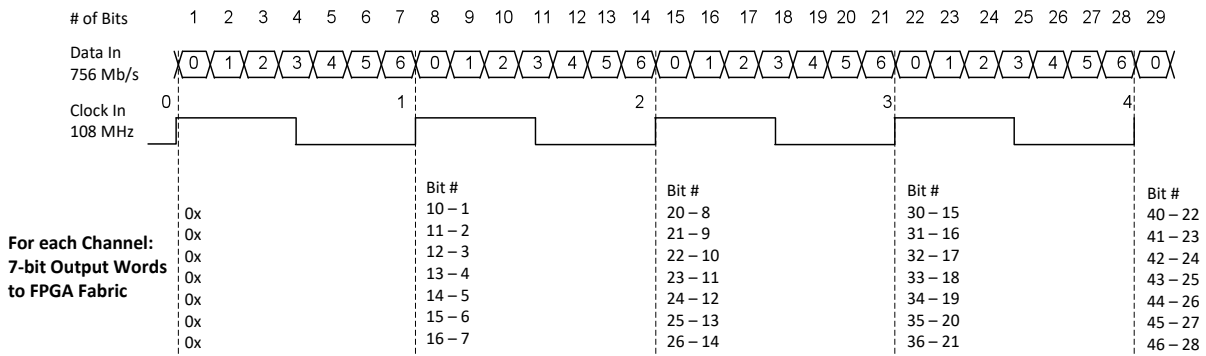 # of Bits 1 2 3 4 5 6 7 8 9 10 11 12 13 14 15 16 17 18 19 20 21 22 23 24 25 26 27 28 29
Data In
756 Mb/s
0 1 2 3 4 5 6 0 1 2 3 4 5 6 0 1 2 3 4 5 6 0 1 2 3 4 5 6 0
Clock In
108 MHz
0 1 2 3 4
For each Channel:
7-bit Output Words
to FPGA Fabric
0x
0x
0x
0x
0x
0x
0x
Bit #
10 – 1
11 – 2
12 – 3
13 – 4
14 – 5
15 – 6
16 – 7
Bit #
20 – 8
21 – 9
22 – 10
23 – 11
24 – 12
25 – 13
26 – 14
Bit #
30 – 15
31 – 16
32 – 17
33 – 18
34 – 19
35 – 20
36 – 21
Bit #
40 – 22
41 – 23
42 – 24
43 – 25
44 – 26
45 – 27
46 – 28